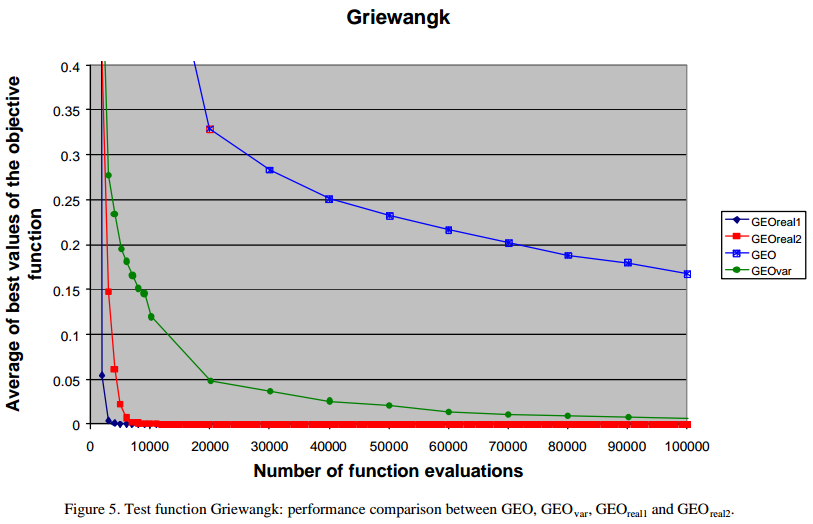 Griewangk
Average of best values of the objective
function
0.4
0.35
0.3
0.25
0.2
0.15
0.1
0.05
0
0 10000 20000 30000 40000 50000 60000 70000 80000 90000 100000
Number of function evaluations
GEOreal1
GEOreal2
GEO
GEOvar
Figure 5. Test function Griewangk: performance comparison between GEO, GEOvar, GEOreal1 and GEOreal2.